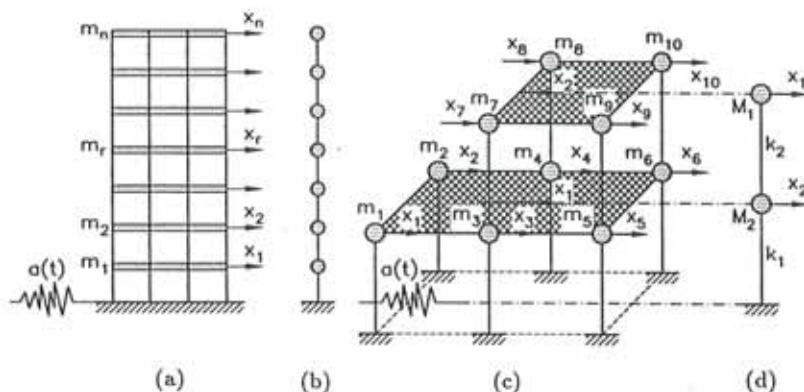 mₙ xₙ
mᵣ xᵣ
m₂ x₂
m₁ x₁
a(t)
x₈ m₈ m₁₀
x₂ x₁₀
x₇ m₇ m₉ x₉
m₂ x₂ m₄ x₄ m₆ x₆
x₁
m₁ x₁ m₃ x₃ m₅ x₅
a(t)
x₁
M₁
k₂
x₂
M₂
k₁
(a) (b) (c) (d)